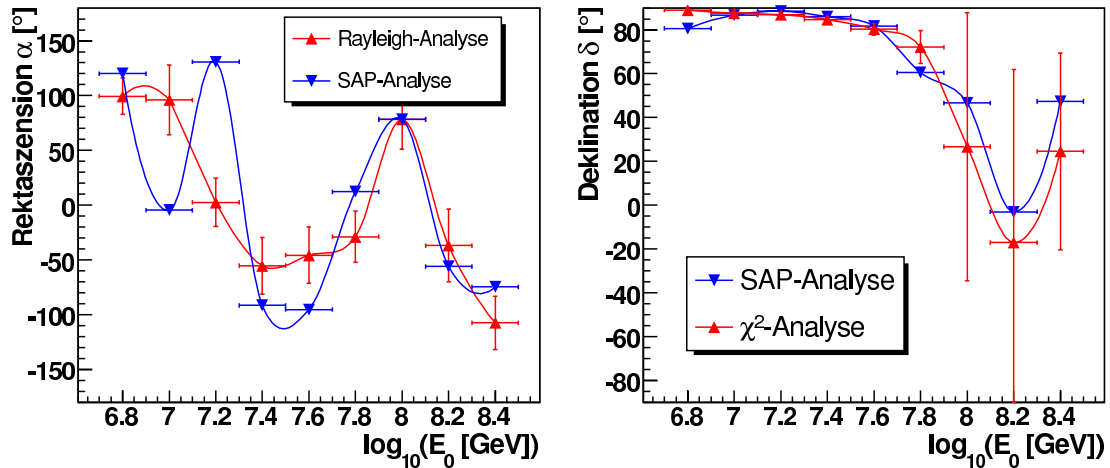 Rektaszension α [°]
150
100
50
0
-50
-100
-150
Rayleigh-Analyse
SAP-Analyse
6.8 7 7.2 7.4 7.6 7.8 8 8.2 8.4
log₁₀(E₀ [GeV])
Deklination δ [°]
80
60
40
20
0
-20
-40
-60
-80
SAP-Analyse
χ²-Analyse
6.8 7 7.2 7.4 7.6 7.8 8 8.2 8.4
log₁₀(E₀ [GeV])